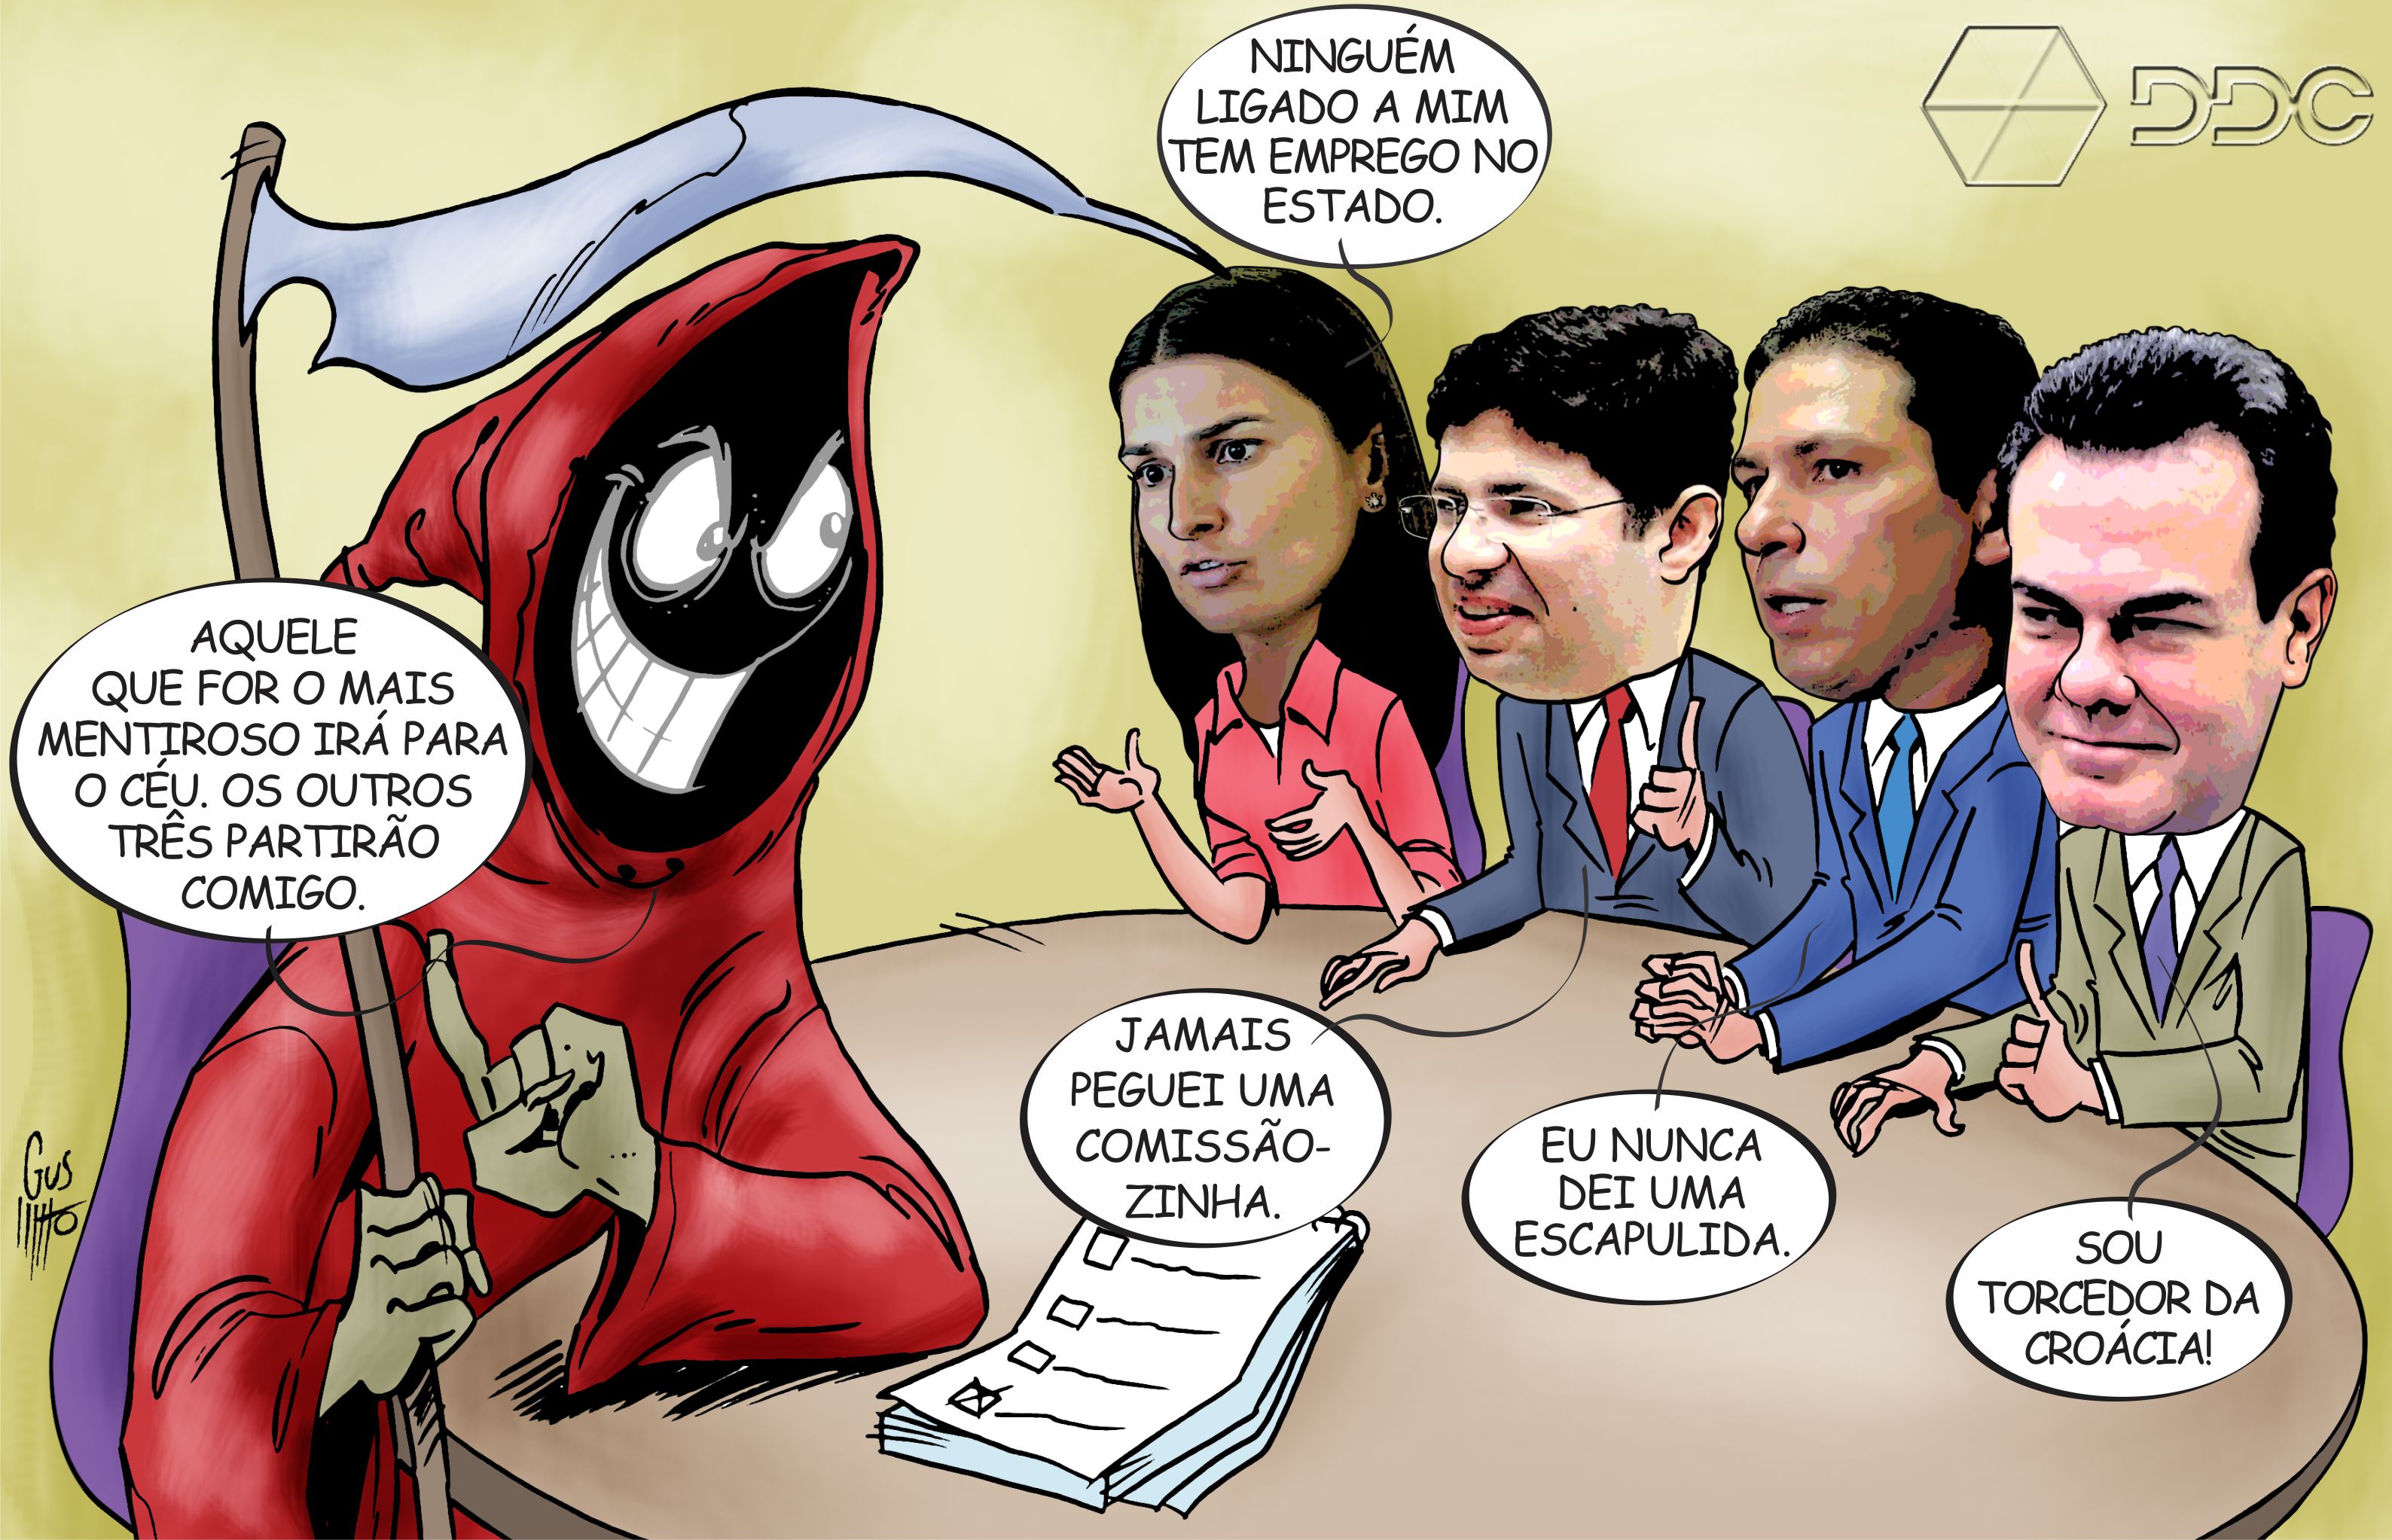 NINGUÉM
LIGADO A MIM
TEM EMPREGO NO
ESTADO.
DDC
AQUELE
QUE FOR O MAIS
MENTIROSO IRÁ PARA
O CÉU. OS OUTROS
TRÊS PARTIRÃO
COMIGO.
JAMAIS
PEGUEI UMA
COMISSÃO-
ZINHA.
EU NUNCA
DEI UMA
ESCAPULIDA.
SOU
TORCEDOR DA
CROÁCIA!
GUS